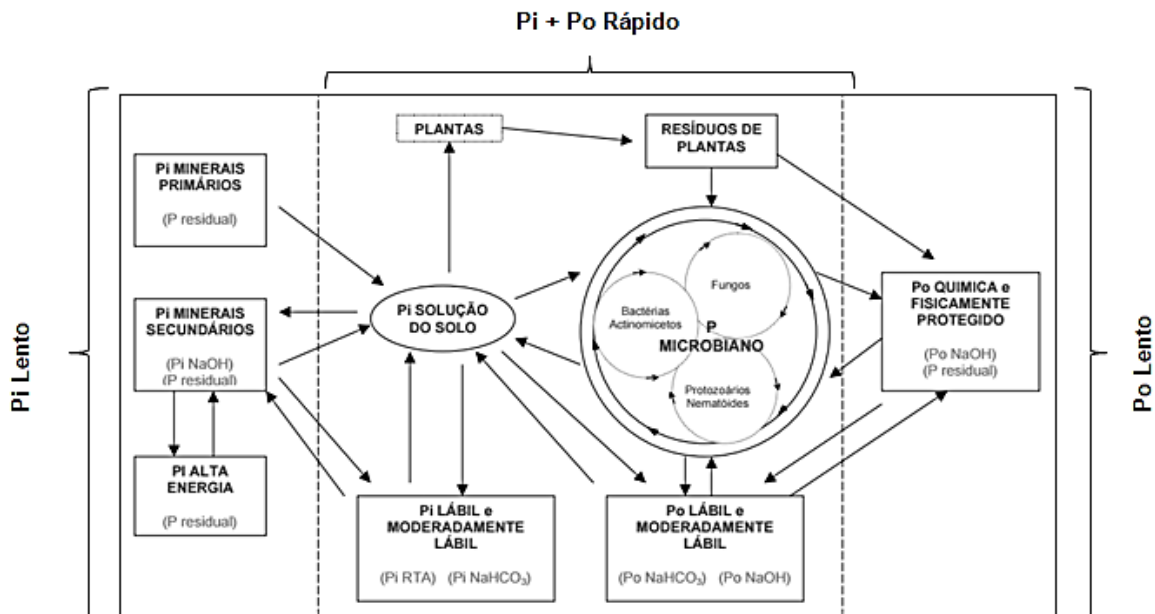 Pi + Po Rápido
Pi Lento
Pi MINERAIS
PRIMÁRIOS
(P residual)
Pi MINERAIS
SECUNDÁRIOS
(Pi NaOH)
(P residual)
PI ALTA
ENERGIA
(P residual)
PLANTAS
RESÍDUOS DE
PLANTAS
Pi SOLUÇÃO
DO SOLO
Fungos
Bactérias
Actinomicetos
P
MICROBIANO
Protozoários
Nematóides
Pi LÁBIL e
MODERADAMENTE
LÁBIL
(Pi RTA) (Pi NaHCO₃)
Po LÁBIL e
MODERADAMENTE
LÁBIL
(Po NaHCO₃) (Po NaOH)
Po QUIMICA e
FISICAMENTE
PROTEGIDO
(Po NaOH)
(P residual)
Po Lento